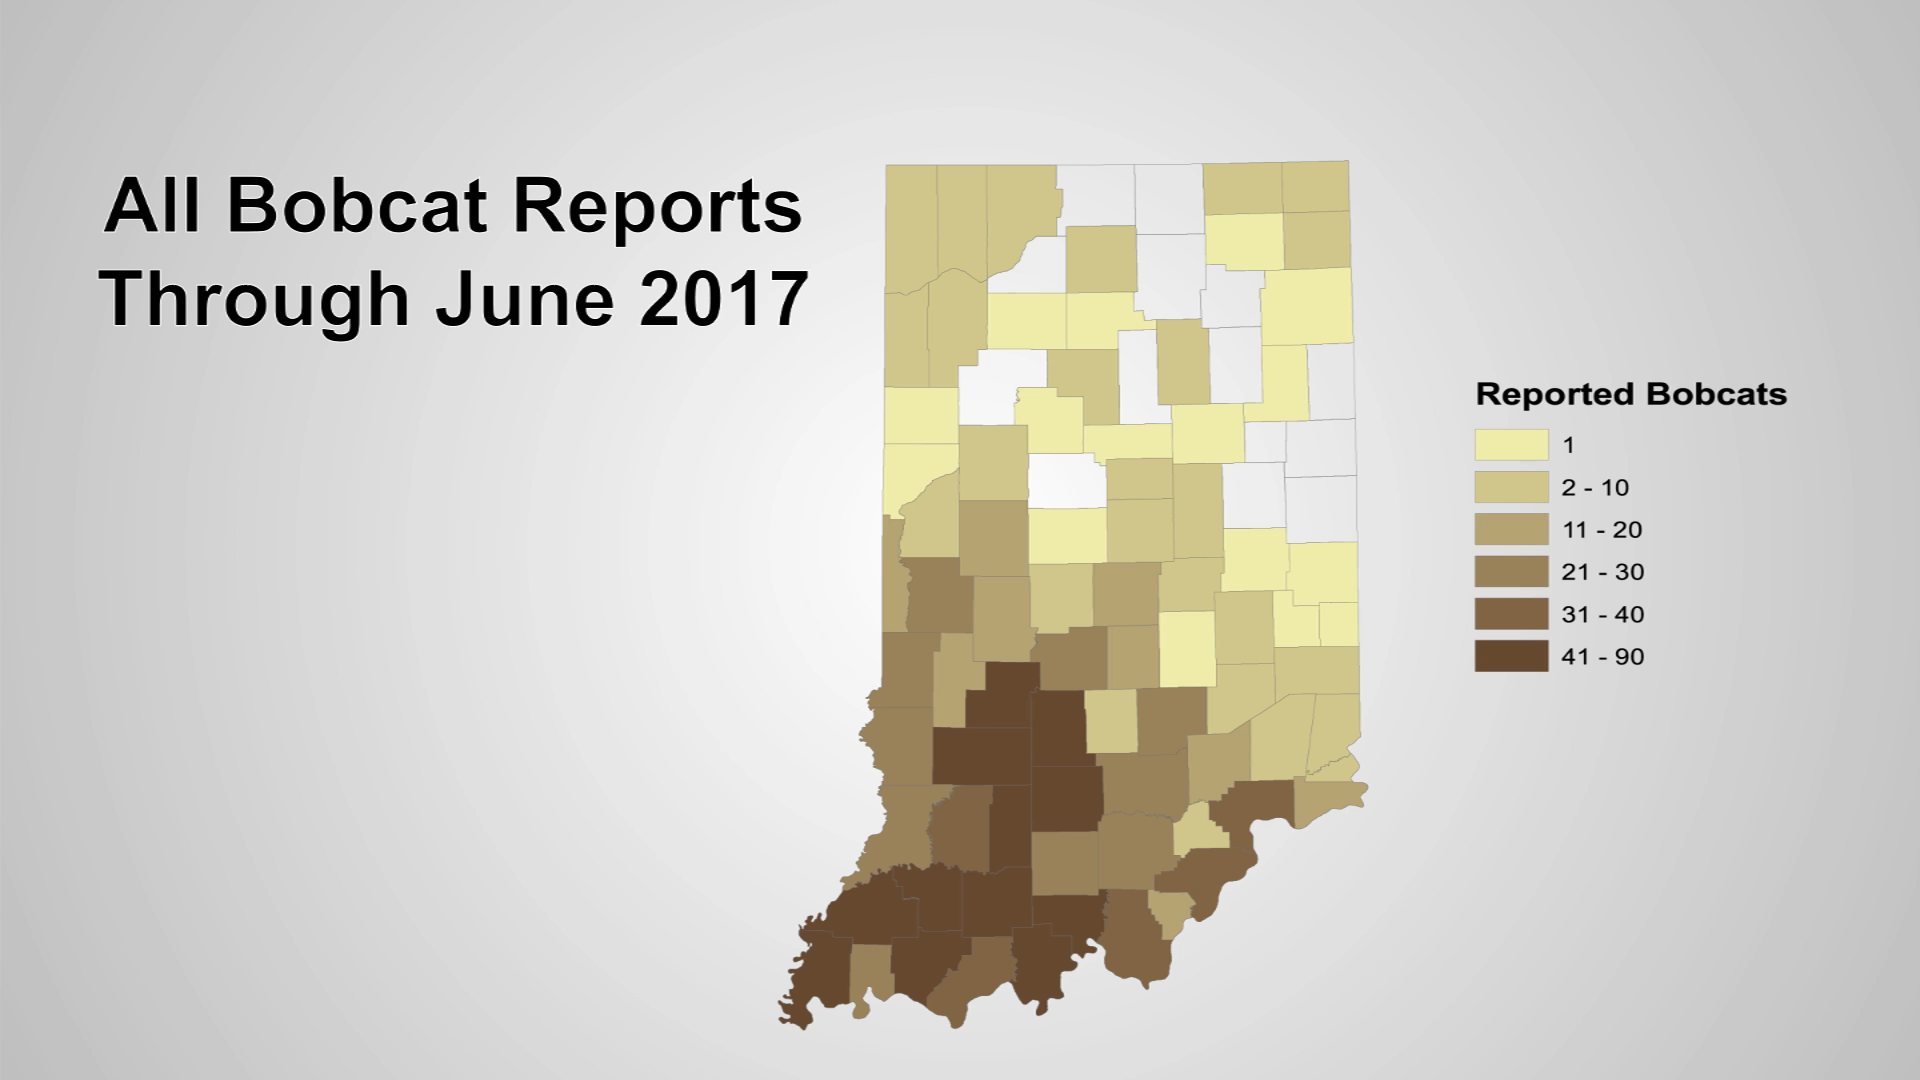 All Bobcat Reports
Through June 2017
Reported Bobcats
1
2 - 10
11 - 20
21 - 30
31 - 40
41 - 90